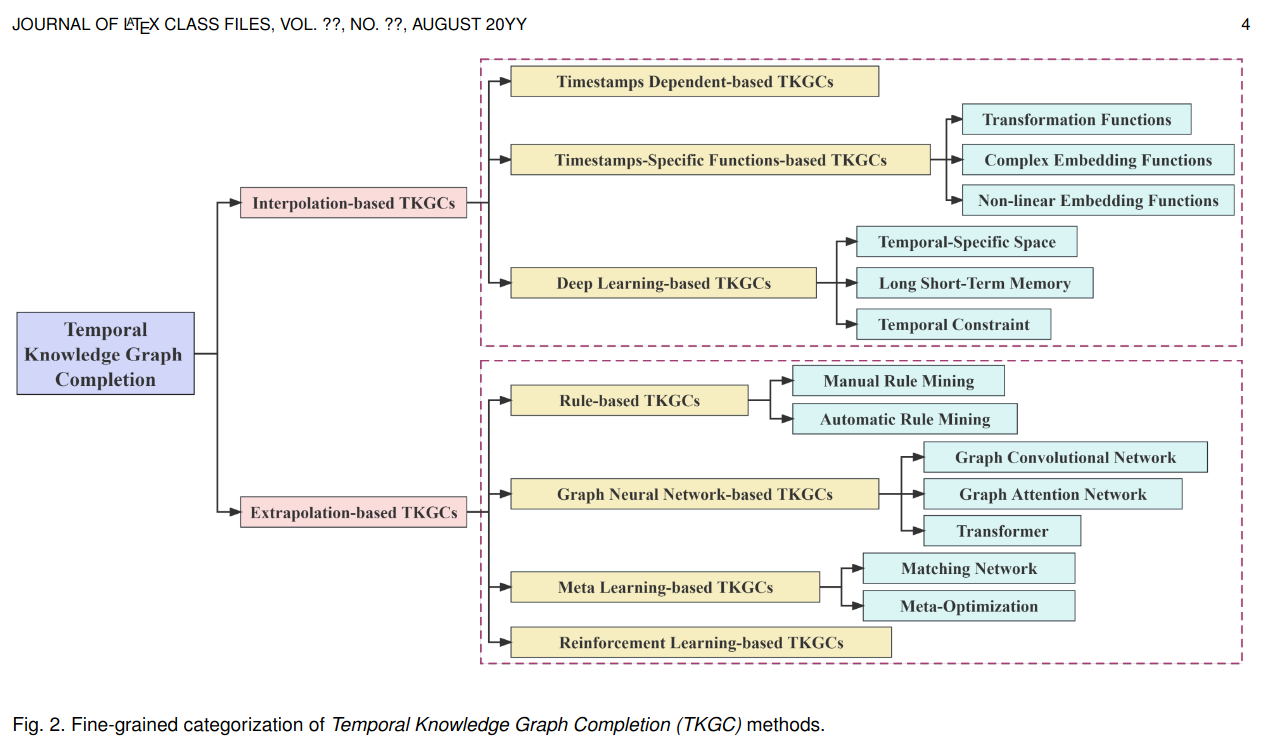 JOURNAL OF LATEX CLASS FILES, VOL. ??, NO. ??, AUGUST 20YY 4
Temporal
Knowledge Graph
Completion
Interpolation-based TKGCs
Timestamps Dependent-based TKGCs
Timestamps-Specific Functions-based TKGCs
Transformation Functions
Complex Embedding Functions
Non-linear Embedding Functions
Deep Learning-based TKGCs
Temporal-Specific Space
Long Short-Term Memory
Temporal Constraint
Extrapolation-based TKGCs
Rule-based TKGCs
Manual Rule Mining
Automatic Rule Mining
Graph Neural Network-based TKGCs
Graph Convolutional Network
Graph Attention Network
Transformer
Meta Learning-based TKGCs
Matching Network
Meta-Optimization
Reinforcement Learning-based TKGCs
Fig. 2. Fine-grained categorization of Temporal Knowledge Graph Completion (TKGC) methods.